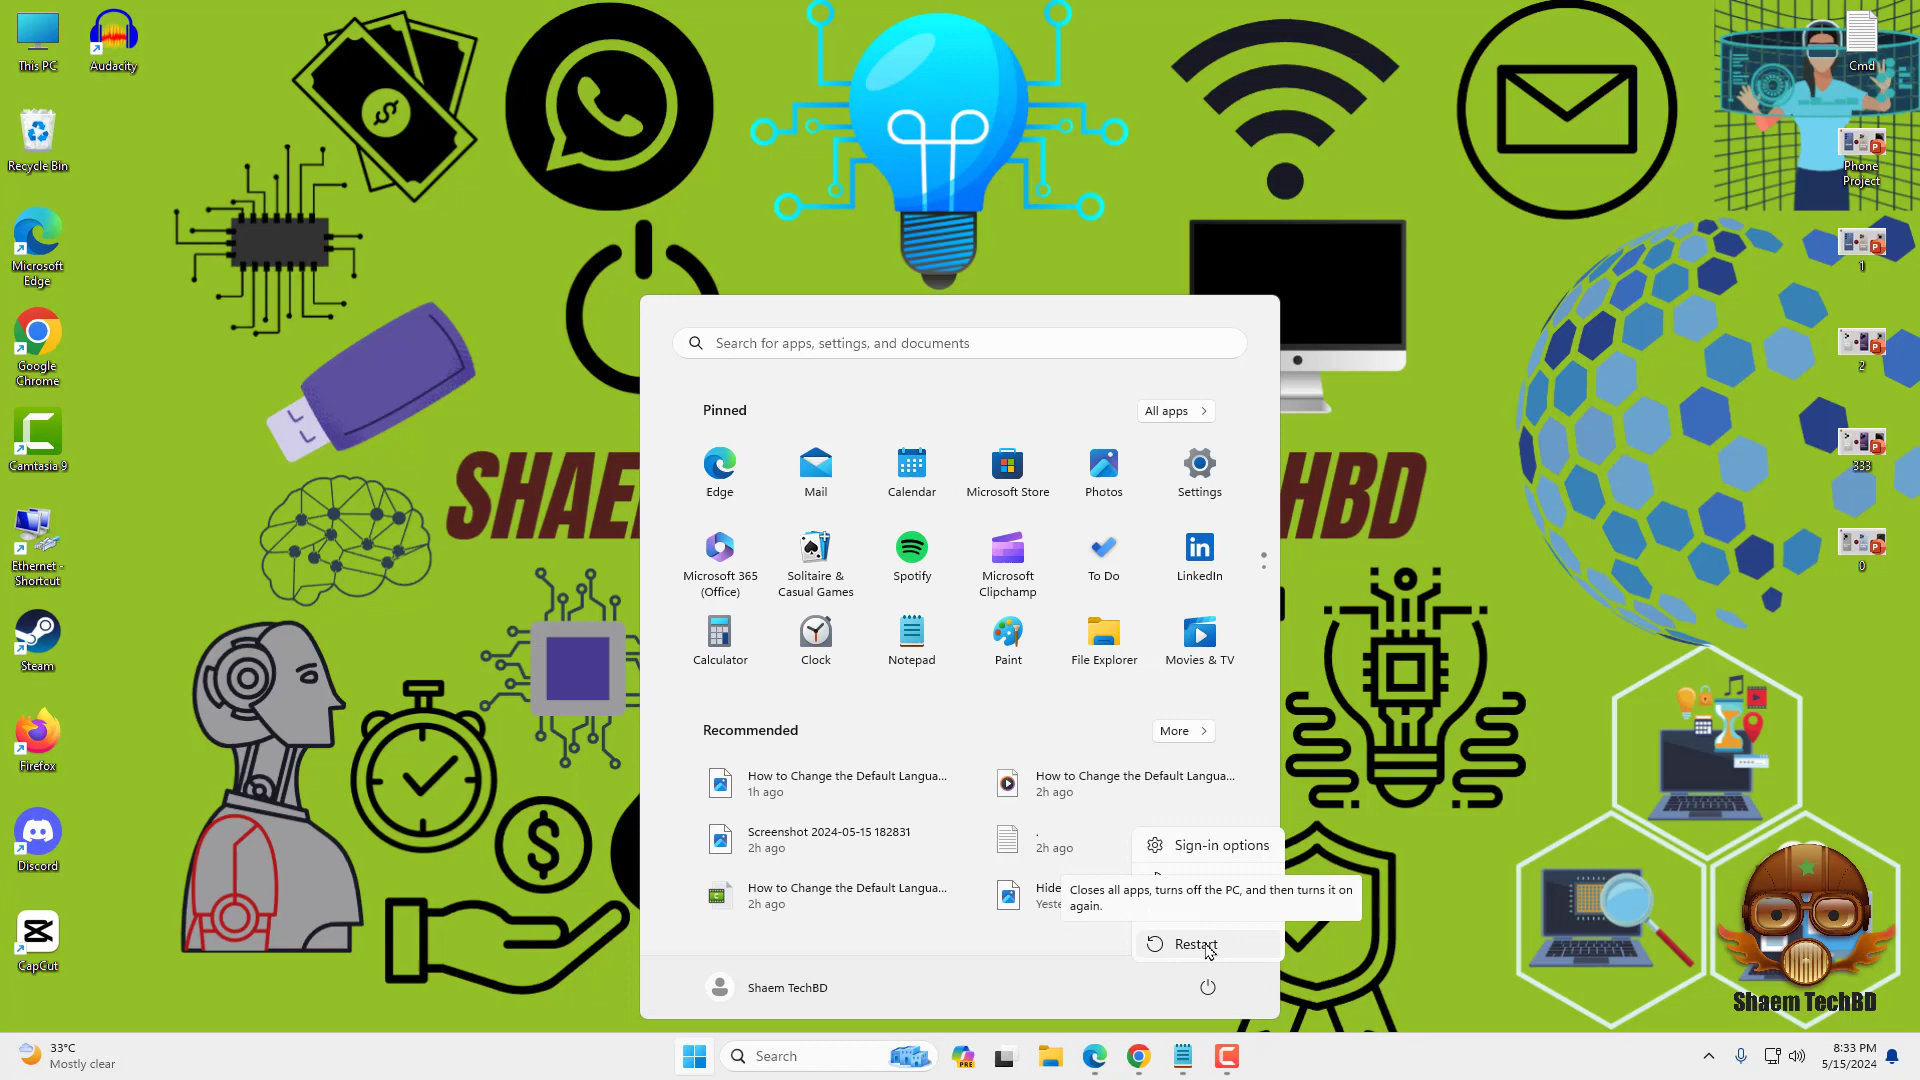 This PC
Audacity
Recycle Bin
Microsoft
Edge
Google
Chrome
Camtasia 9
Ethernet -
Shortcut
Steam
Firefox
Discord
CapCut
Cmd
Phone
Project
1
2
333
0
Shaem TechBD
Search for apps, settings, and documents
Pinned
All apps
Edge
Mail
Calendar
Microsoft Store
Photos
Settings
Microsoft 365
(Office)
Solitaire &
Casual Games
Spotify
Microsoft
Clipchamp
To Do
LinkedIn
Calculator
Clock
Notepad
Paint
File Explorer
Movies & TV
Recommended
More
How to Change the Default Langua...
1h ago
How to Change the Default Langua...
2h ago
Screenshot 2024-05-15 182831
2h ago
.
2h ago
How to Change the Default Langua...
2h ago
Hide
Yeste
Sign-in options
Closes all apps, turns off the PC, and then turns it on
again.
Restart
Shaem TechBD
33°C
Mostly clear
Search
PRE
8:33 PM
5/15/2024